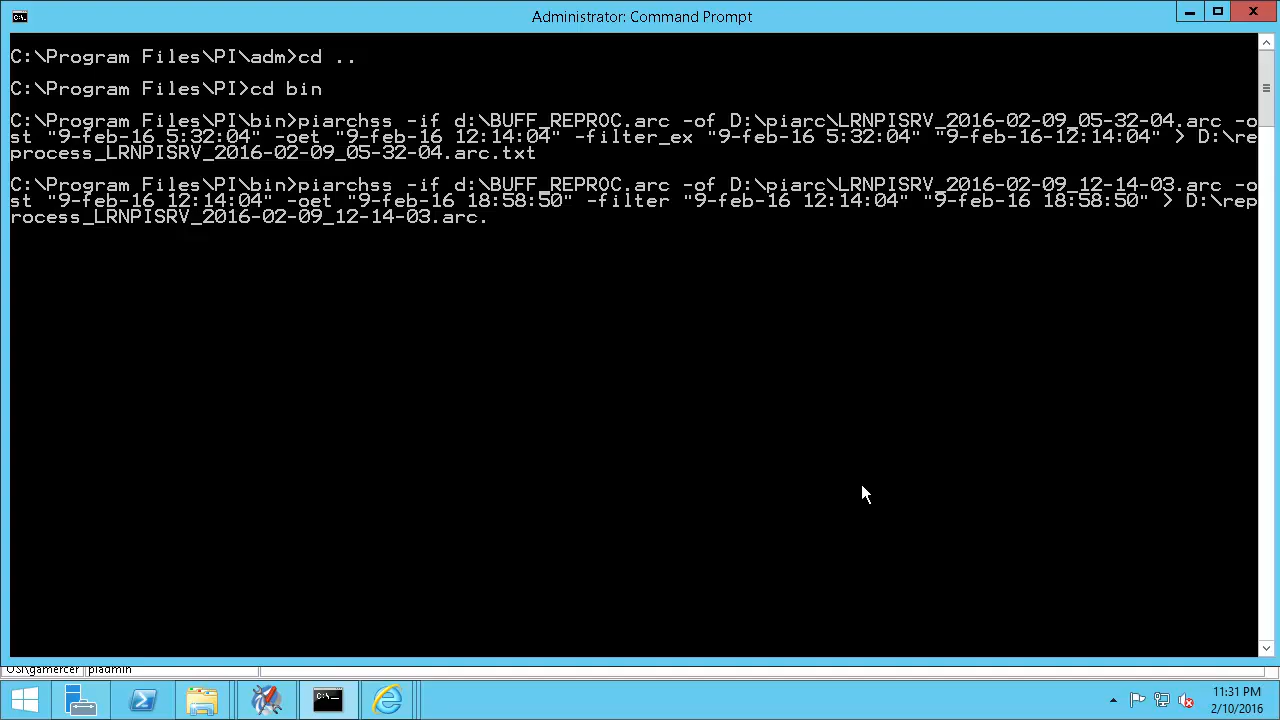 Administrator: Command Prompt
C:\Program Files\PI\adm>cd ..
C:\Program Files\PI>cd bin
C:\Program Files\PI\bin>piarchss -if d:\BUFF_REPROC.arc -of D:\piarc\LRNPISRV_2016-02-09_05-32-04.arc -o
st "9-feb-16 5:32:04" -oet "9-feb-16 12:14:04" -filter_ex "9-feb-16 5:32:04" "9-feb-16-12:14:04" > D:\re
process_LRNPISRV_2016-02-09_05-32-04.arc.txt
C:\Program Files\PI\bin>piarchss -if d:\BUFF_REPROC.arc -of D:\piarc\LRNPISRV_2016-02-09_12-14-03.arc -o
st "9-feb-16 12:14:04" -oet "9-feb-16 18:58:50" -filter "9-feb-16 12:14:04" "9-feb-16 18:58:50" > D:\rep
rocess_LRNPISRV_2016-02-09_12-14-03.arc.
OSI\gamercer piadmin
11:31 PM
2/10/2016